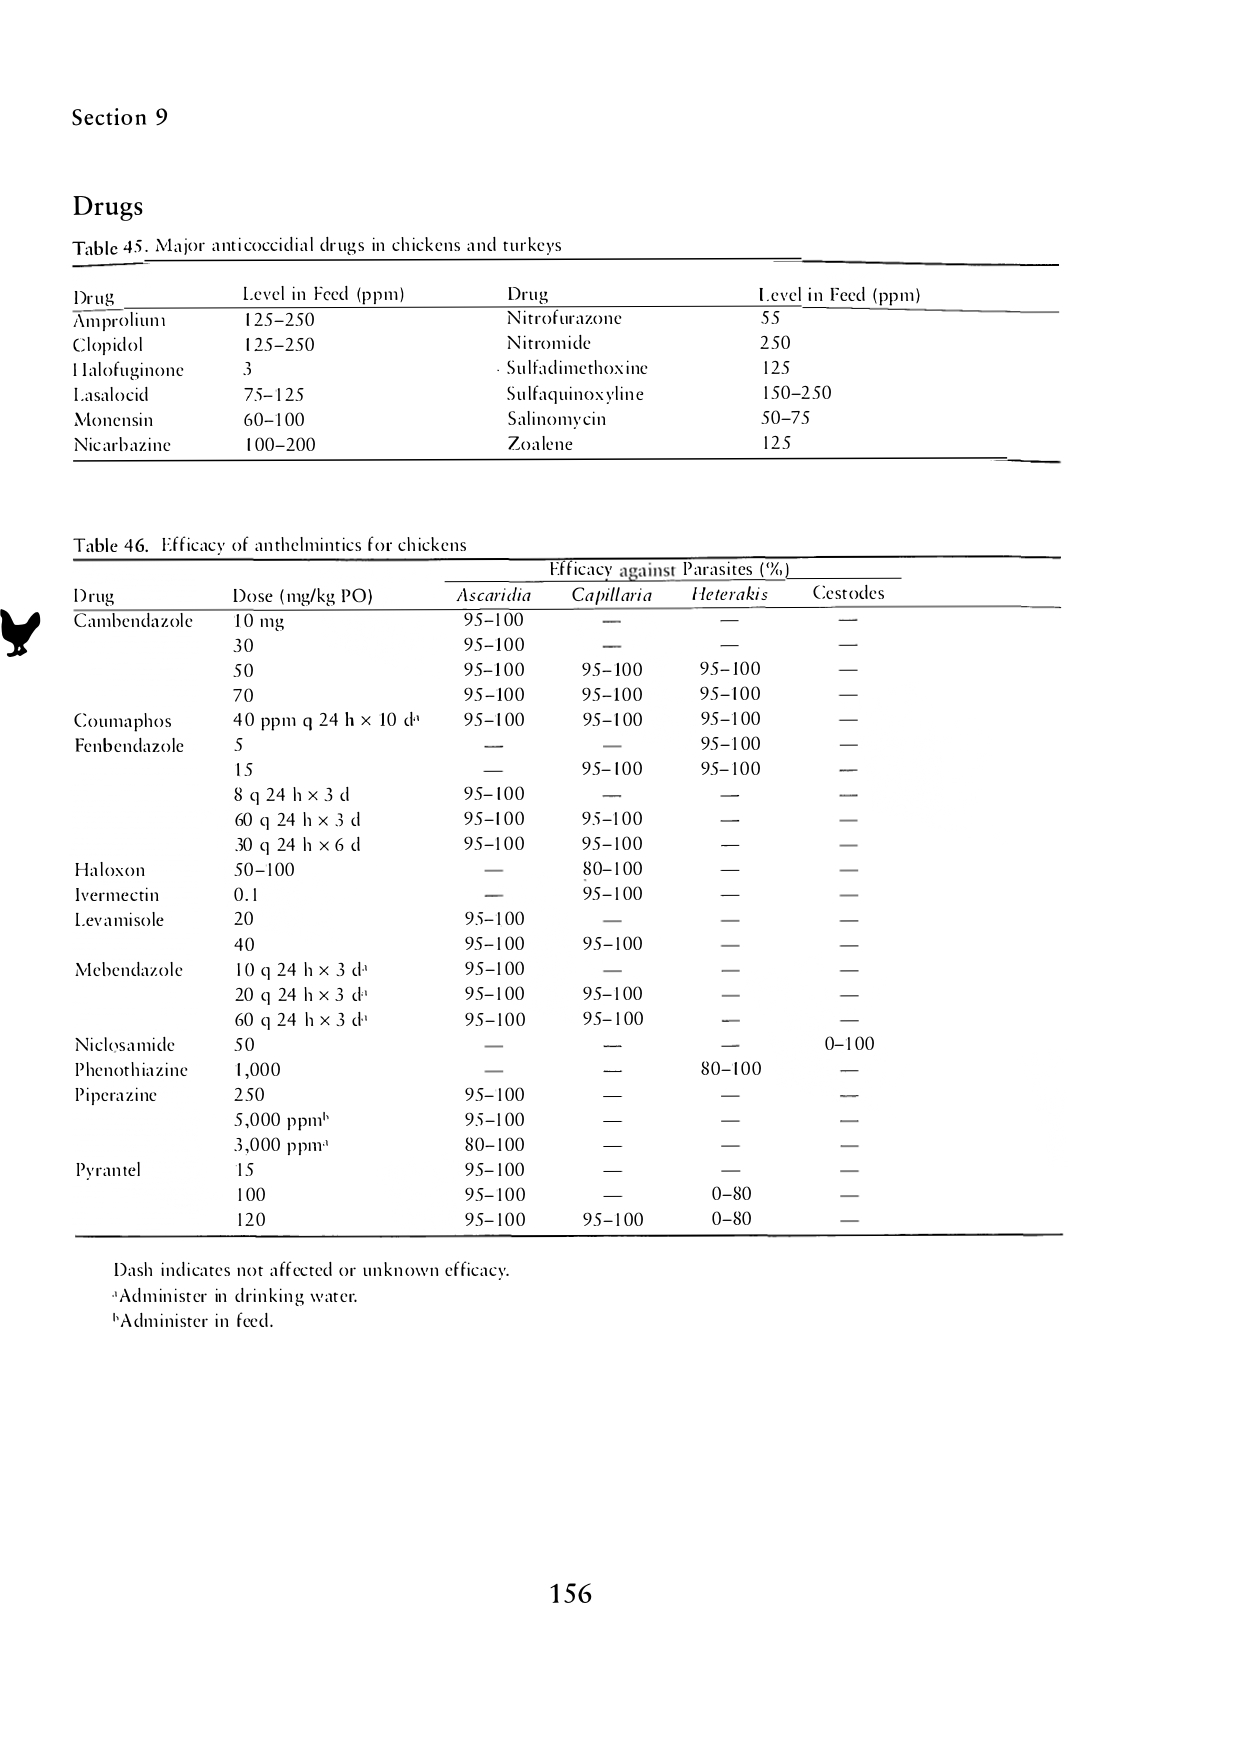 Section 9
Drugs
Table 45. Major anticoccidial drugs in chickens and turkeys
Drug Level in Feed (ppm) Drug Level in Feed (ppm)
Amprolium 125–250 Nitrofurazone 55
Clopidol 125–250 Nitromide 250
Halofuginone 3 Sulfadimethoxine 125
Lasalocid 75–125 Sulfaquinoxyline 150–250
Monensin 60–100 Salinomycin 50–75
Nicarbazine 100–200 Zoalene 125
Table 46. Efficacy of anthelmintics for chickens
Efficacy against Parasites (%)
Drug Dose (mg/kg PO) Ascaridia Capillaria Heterakis Cestodes
Cambendazole 10 mg 95–100 — — —
30 95–100 — — —
50 95–100 95–100 95–100 —
70 95–100 95–100 95–100 —
Coumaphos 40 ppm q 24 h × 10 dᵃ 95–100 95–100 95–100 —
Fenbendazole 5 — — 95–100 —
15 — 95–100 95–100 —
8 q 24 h × 3 d 95–100 — — —
60 q 24 h × 3 d 95–100 95–100 — —
30 q 24 h × 6 d 95–100 95–100 — —
Haloxon 50–100 — 80–100 — —
Ivermectin 0.1 — 95–100 — —
Levamisole 20 95–100 — — —
40 95–100 95–100 — —
Mebendazole 10 q 24 h × 3 dᵃ 95–100 — — —
20 q 24 h × 3 dᵃ 95–100 95–100 — —
60 q 24 h × 3 dᵃ 95–100 95–100 — —
Niclosamide 50 — — — 0–100
Phenothiazine 1,000 — — 80–100 —
Piperazine 250 95–100 — — —
5,000 ppmᵇ 95–100 — — —
3,000 ppmᵃ 80–100 — — —
Pyrantel 15 95–100 — — —
100 95–100 — 0–80 —
120 95–100 95–100 0–80 —
Dash indicates not affected or unknown efficacy.
ᵃAdminister in drinking water.
ᵇAdminister in feed.
156